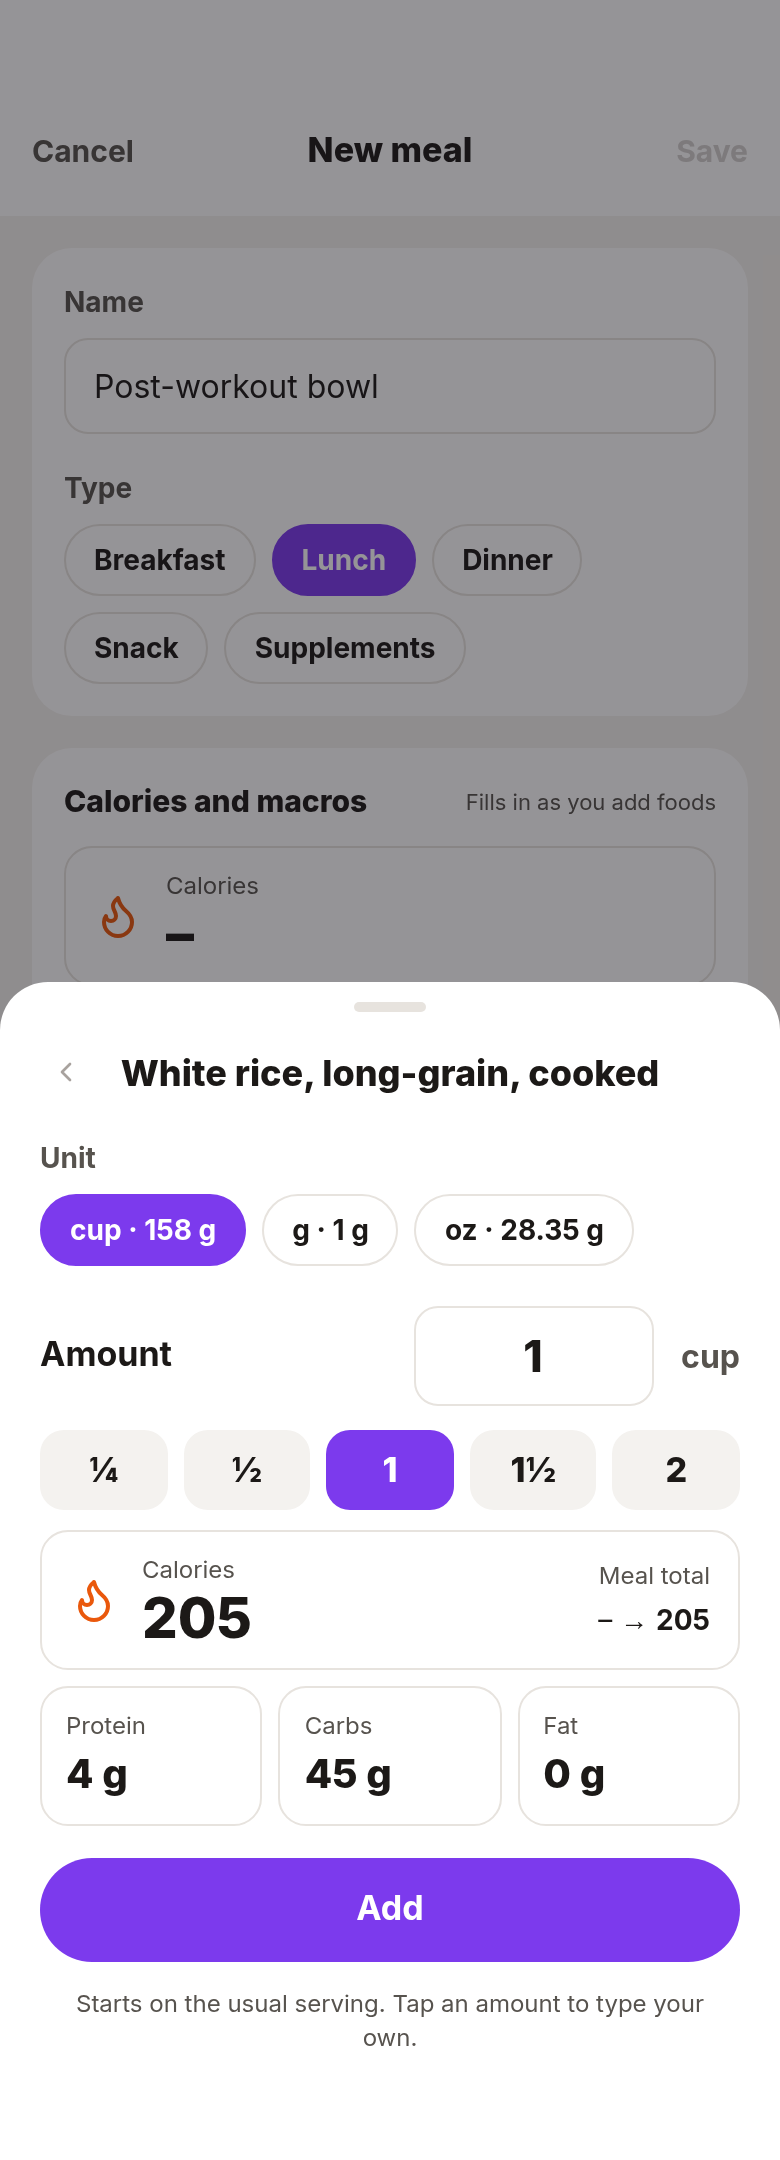 Cancel New meal Save
Name
Post-workout bowl
Type
Breakfast Lunch Dinner
Snack Supplements
Calories and macros Fills in as you add foods
Calories
–
White rice, long-grain, cooked
Unit
cup · 158 g g · 1 g oz · 28.35 g
Amount 1 cup
¼ ½ 1 1½ 2
Calories Meal total
205 – → 205
Protein Carbs Fat
4 g 45 g 0 g
Add
Starts on the usual serving. Tap an amount to type your
own.